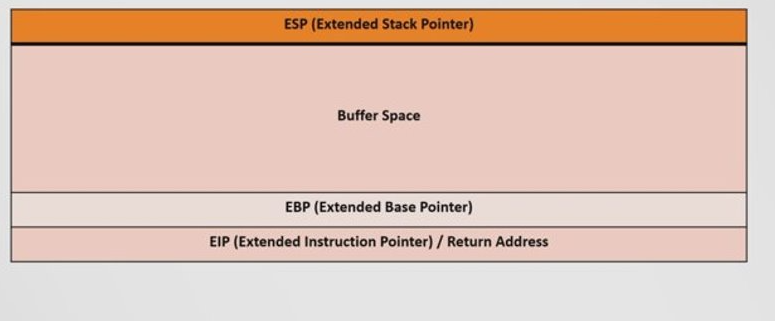 ESP (Extended Stack Pointer)
Buffer Space
EBP (Extended Base Pointer)
EIP (Extended Instruction Pointer) / Return Address